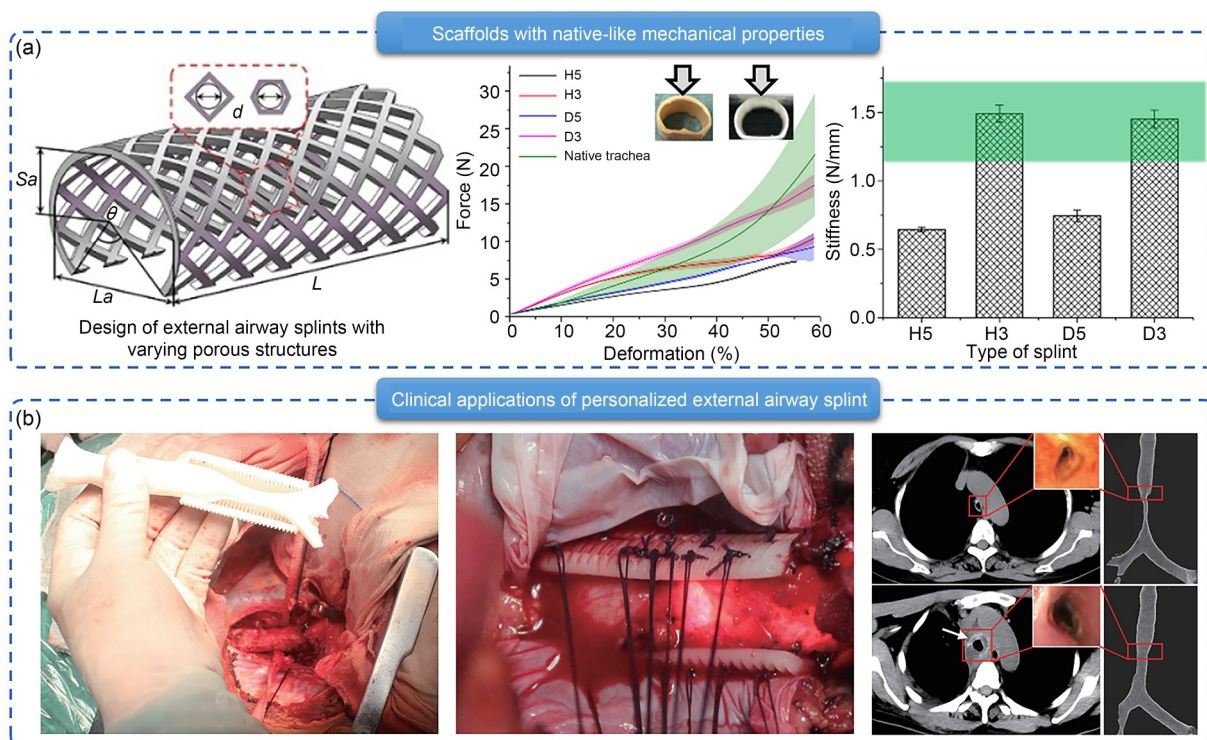 (a)
Scaffolds with native-like mechanical properties
d
Sa
θ
La
L
Design of external airway splints with
varying porous structures
H5
H3
D5
D3
Native trachea
Force (N)
30
25
20
15
10
5
0
0 10 20 30 40 50 60
Deformation (%)
Stiffness (N/mm)
1.5
1.0
0.5
0.0
H5 H3 D5 D3
Type of splint
(b)
Clinical applications of personalized external airway splint